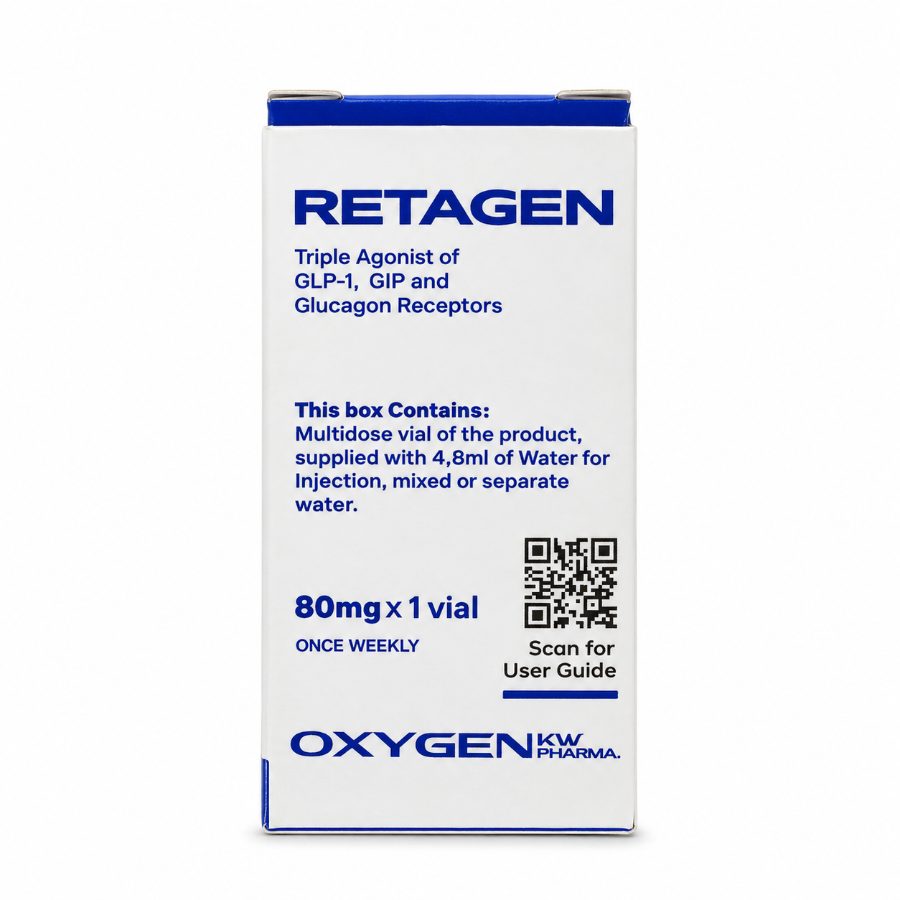 RETAGEN
Triple Agonist of
GLP-1, GIP and
Glucagon Receptors
This box Contains:
Multidose vial of the product,
supplied with 4,8ml of Water for
Injection, mixed or separate
water.
80mg x 1 vial
ONCE WEEKLY
Scan for
User Guide
OXYGEN KW
PHARMA.